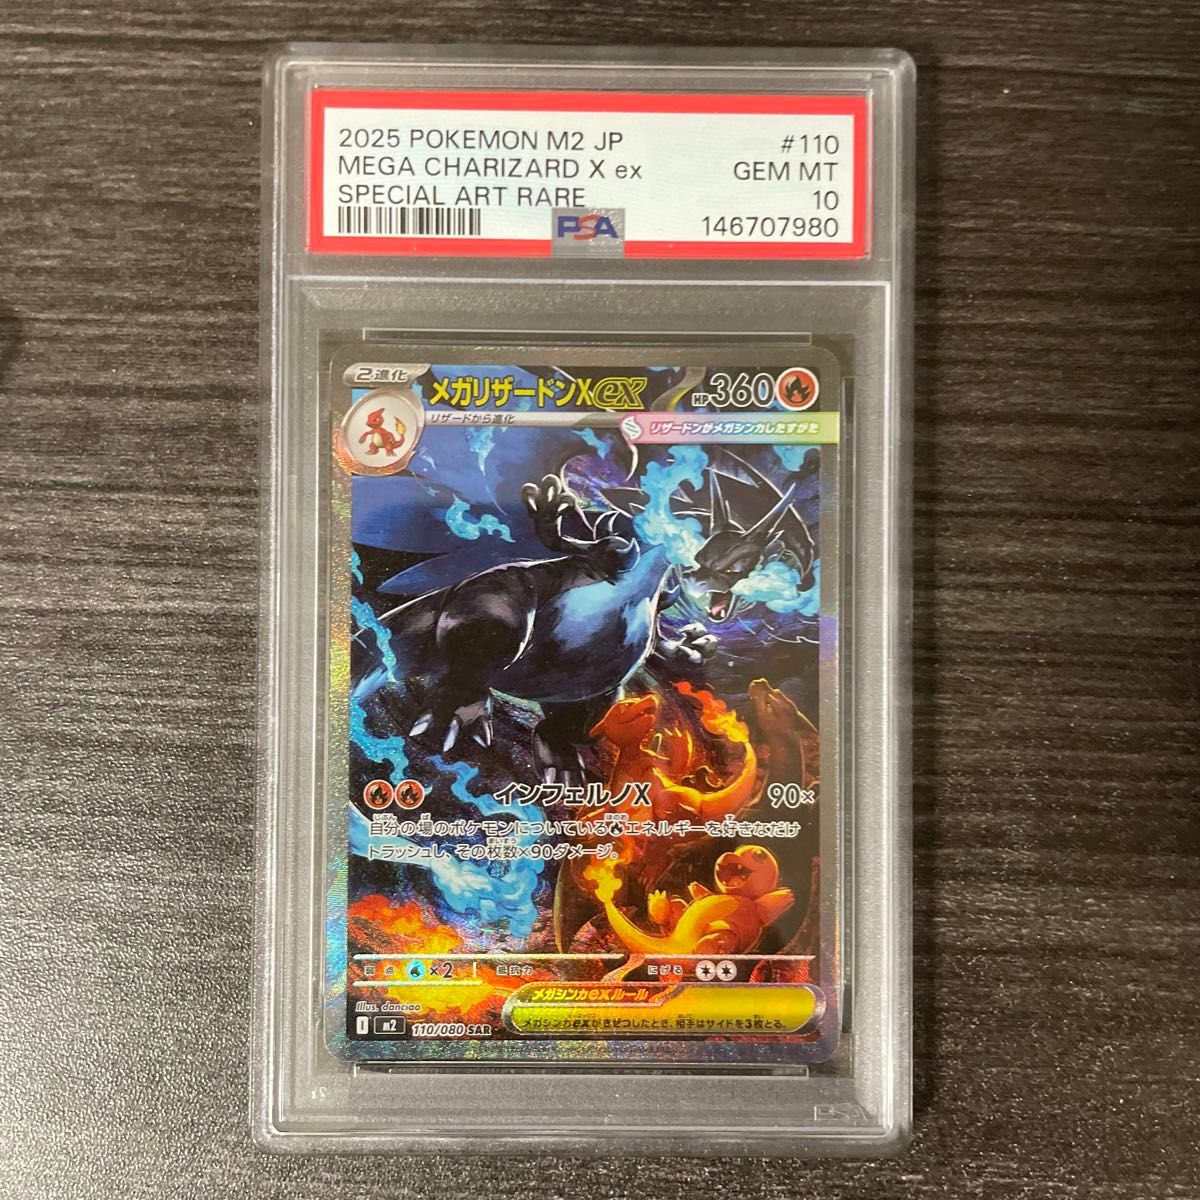 2025 POKEMON M2 JP #110
MEGA CHARIZARD X ex GEM MT
SPECIAL ART RARE 10
PSA 146707980
2進化 メガリザードンXex HP360
リザードから進化 リザードンがメガシンカしたすがた
インフェルノX 90×
自分の場のポケモンについているエネルギーを好きなだけ
トラッシュし、その枚数×90ダメージ。
弱点 ×2 抵抗力 にげる
メガシンカexルール
Illus. danciao
メガシンカexがきぜつしたとき、相手はサイドを3枚とる。
I m2 110/080 SAR
PSA